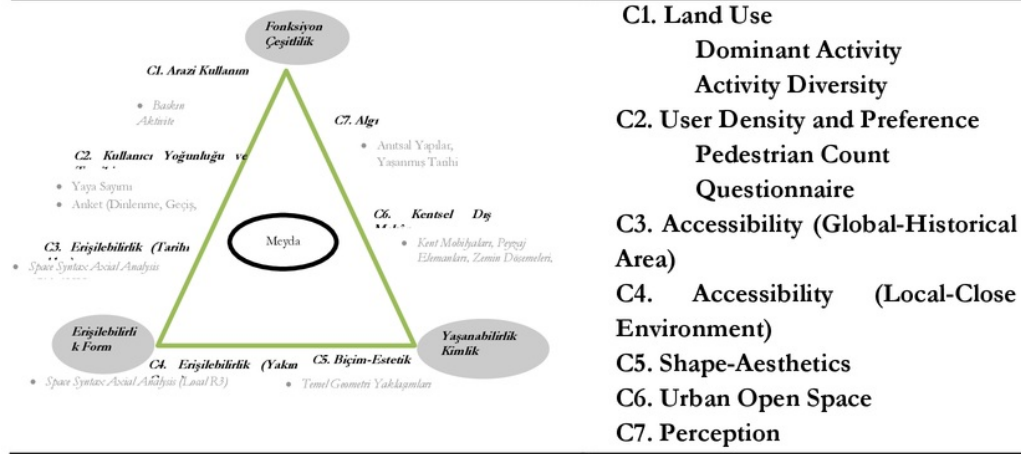 Fonksiyon
Çeşitlilik
C1. Arazi Kullanım
Baskın
Aktivite
C7. Algı
Anıtsal Yapılar,
Yaşanmış Tarihi
C2. Kullanıcı Yoğunluğu ve
Yaya Sayımı
Anket (Dinlenme, Geçiş,
C6. Kentsel Dış
Kent Mobilyaları, Peyzaj
Elemanları, Zemin Döşemeleri,
Meyda
C3. Erişilebilirlik (Tarihi
Space Syntax Axial Analysis
Erişilebilirli
k Form
Yaşanabilirlik
Kimlik
C4. Erişilebilirlik (Yakın
Space Syntax Axial Analysis (Local R3)
C5. Biçim-Estetik
Temel Geometri Yaklaşımları
C1. Land Use
Dominant Activity
Activity Diversity
C2. User Density and Preference
Pedestrian Count
Questionnaire
C3. Accessibility (Global-Historical
Area)
C4. Accessibility (Local-Close
Environment)
C5. Shape-Aesthetics
C6. Urban Open Space
C7. Perception